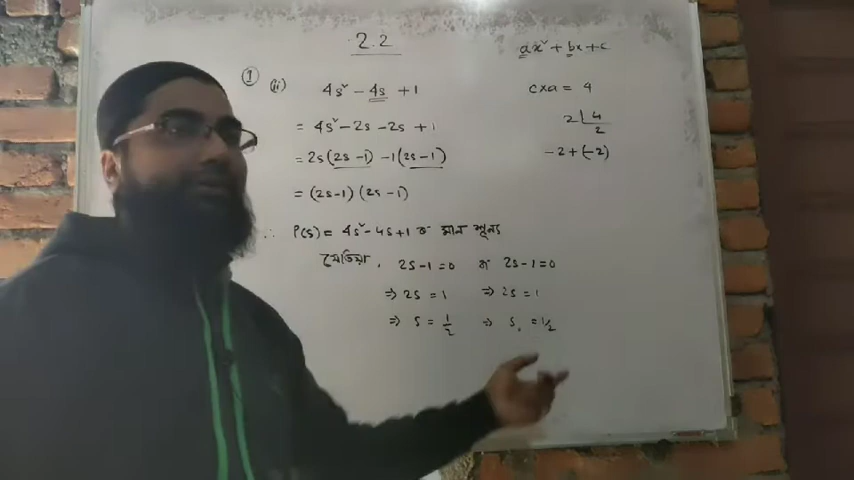 2.2
① (ii) 4s² - 4s + 1
= 4s² - 2s - 2s + 1
= 2s (2s - 1) - 1 (2s - 1)
= (2s - 1) (2s - 1)
∴ P(s) = 4s² - 4s + 1 ৰ মান শূন্য
যেতিয়া, 2s - 1 = 0 বা 2s - 1 = 0
⇒ 2s = 1 ⇒ 2s = 1
⇒ s = 1/2 ⇒ s = 1/2
ax² + bx + c
c x a = 4
2 | 4
2
-2 + (-2)